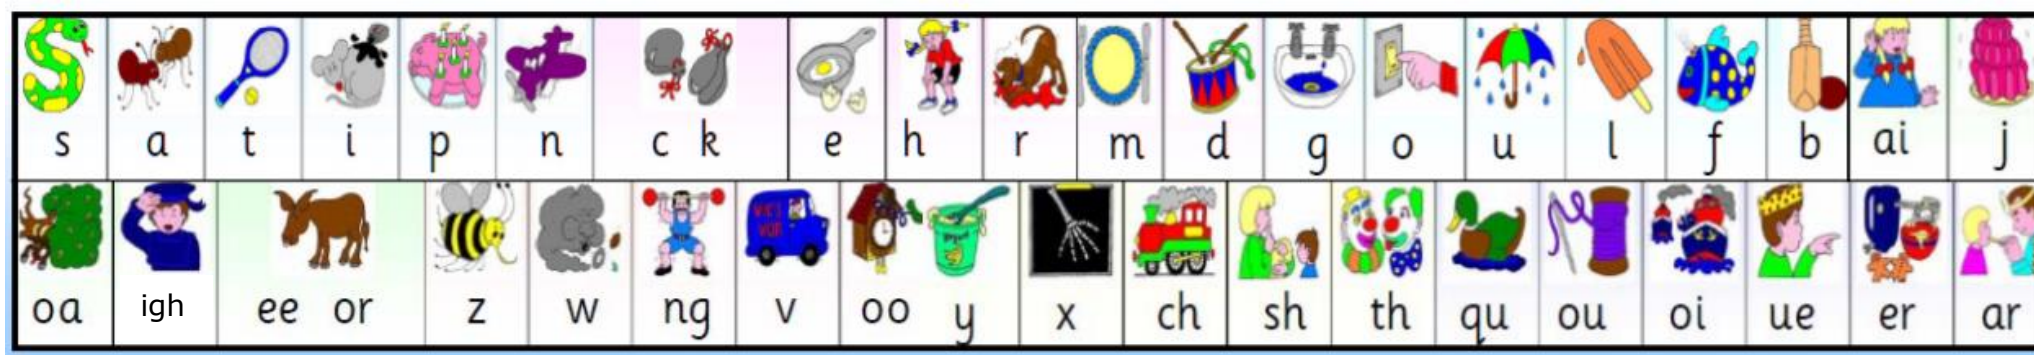 s a t i p n c k e h r m d g o u l f b ai j
oa igh ee or z w ng v oo y x ch sh th qu ou oi ue er ar